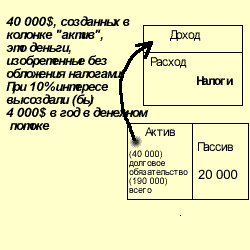 40 000$, созданных в
колонке "актив",
это деньги,
изобретенные без
обложения налогами.
При 10%интересе
высоздали (бы)
4 000$ в год в денежном
потоке
Доход
Расход
Налоги
Актив
(40 000)
долговое
обязательство
(190 000)
всего
Пассив
20 000